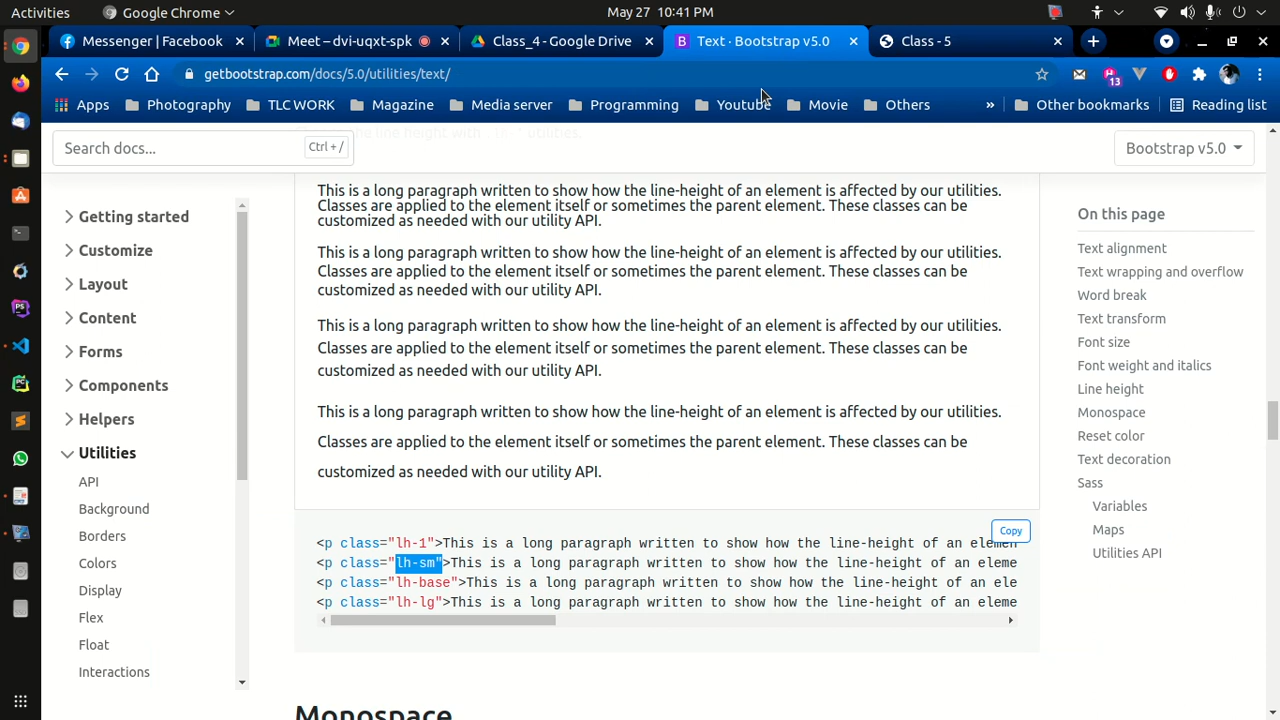 Activities
Google Chrome
May 27 10:41 PM
Messenger | Facebook
Meet – dvi-uqxt-spk
Class_4 - Google Drive
Text · Bootstrap v5.0
Class - 5
getbootstrap.com/docs/5.0/utilities/text/
13
Apps
Photography
TLC WORK
Magazine
Media server
Programming
Youtube
Movie
Others
»
Other bookmarks
Reading list
Search docs...
Ctrl + /
Bootstrap v5.0
Getting started
Customize
Layout
Content
Forms
Components
Helpers
Utilities
API
Background
Borders
Colors
Display
Flex
Float
Interactions
the line height with .lh-* utilities.
This is a long paragraph written to show how the line-height of an element is affected by our utilities.
Classes are applied to the element itself or sometimes the parent element. These classes can be
customized as needed with our utility API.
This is a long paragraph written to show how the line-height of an element is affected by our utilities.
Classes are applied to the element itself or sometimes the parent element. These classes can be
customized as needed with our utility API.
This is a long paragraph written to show how the line-height of an element is affected by our utilities.
Classes are applied to the element itself or sometimes the parent element. These classes can be
customized as needed with our utility API.
This is a long paragraph written to show how the line-height of an element is affected by our utilities.
Classes are applied to the element itself or sometimes the parent element. These classes can be
customized as needed with our utility API.
Copy
<p class="lh-1">This is a long paragraph written to show how the line-height of an elemen
<p class="lh-sm">This is a long paragraph written to show how the line-height of an eleme
<p class="lh-base">This is a long paragraph written to show how the line-height of an ele
<p class="lh-lg">This is a long paragraph written to show how the line-height of an eleme
Monospace
On this page
Text alignment
Text wrapping and overflow
Word break
Text transform
Font size
Font weight and italics
Line height
Monospace
Reset color
Text decoration
Sass
Variables
Maps
Utilities API